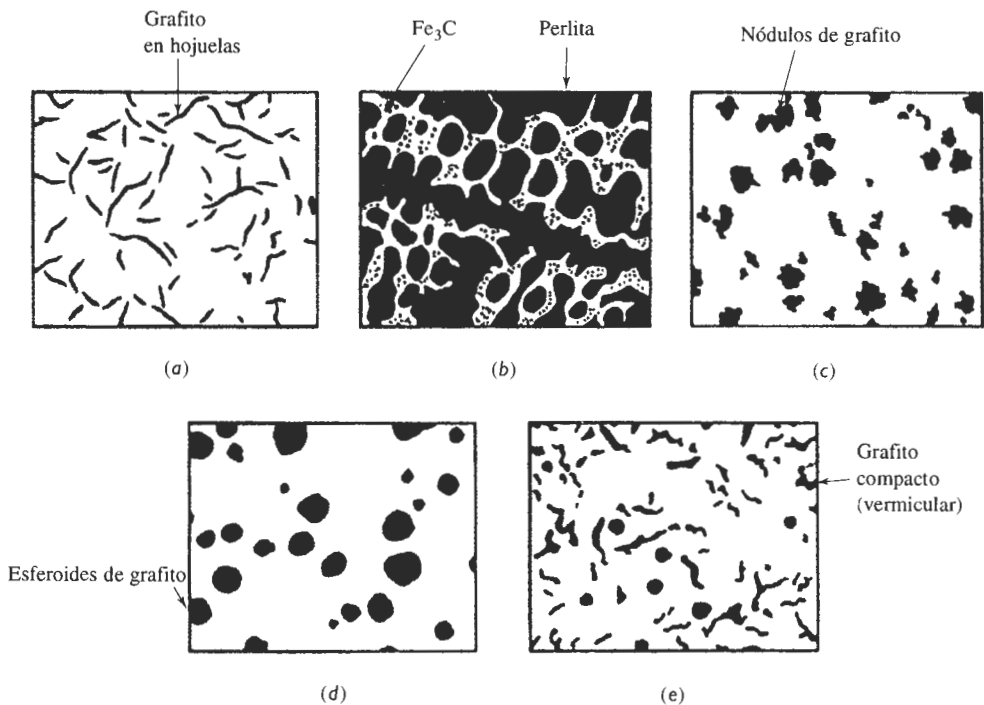 Grafito
en hojuelas
Fe₃C
Perlita
Nódulos de grafito
(a)
(b)
(c)
Esferoides de grafito
Grafito
compacto
(vermicular)
(d)
(e)